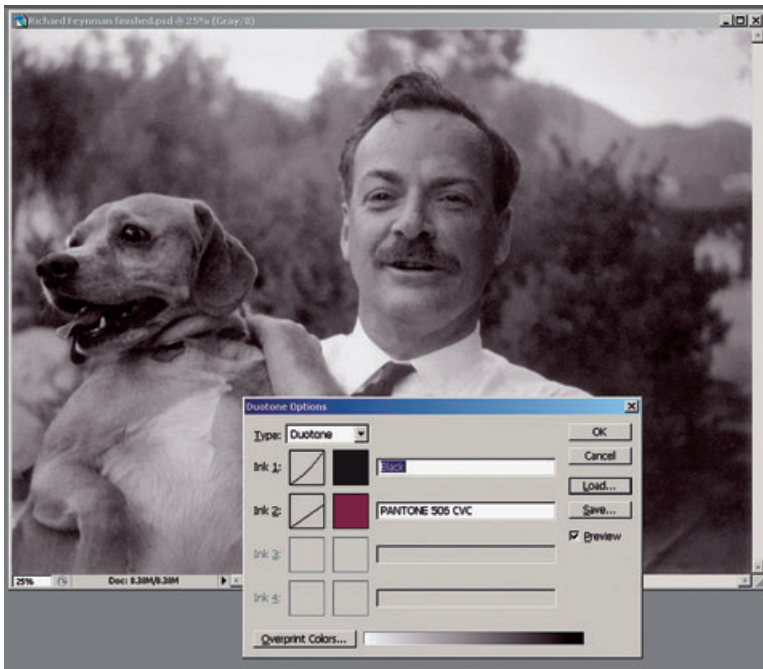 Richard Feynman finished.psd @ 25% (Gray/8)
Duotone Options
Type: Duotone
OK
Ink 1: Black
Cancel
Load...
Ink 2: PANTONE 506 CVC
Save...
Preview
Ink 3:
25% Doc: 9.38M/9.38M
Ink 4:
Overprint Colors...